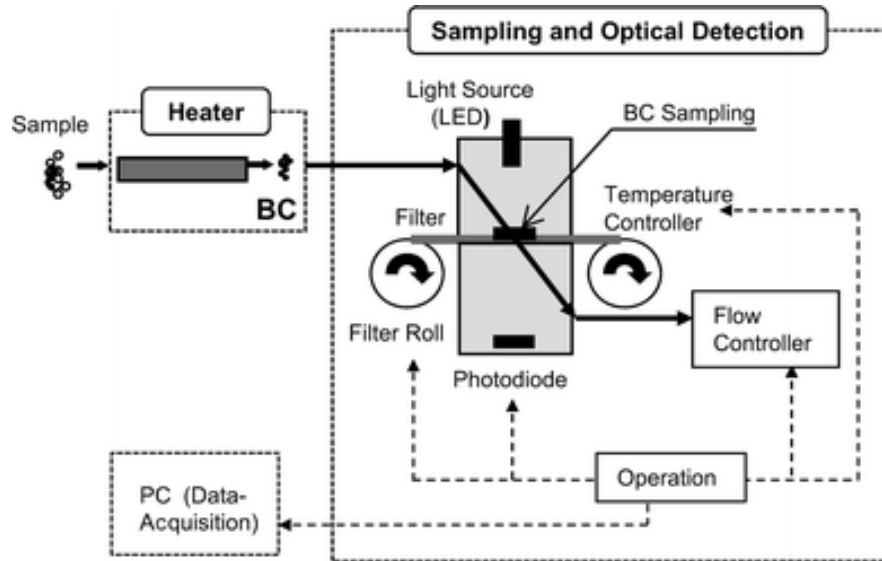 Sampling and Optical Detection
Light Source
(LED)
BC Sampling
Heater
Sample
BC
Filter
Temperature
Controller
Filter Roll
Flow
Controller
Photodiode
Operation
PC (Data-
Acquisition)